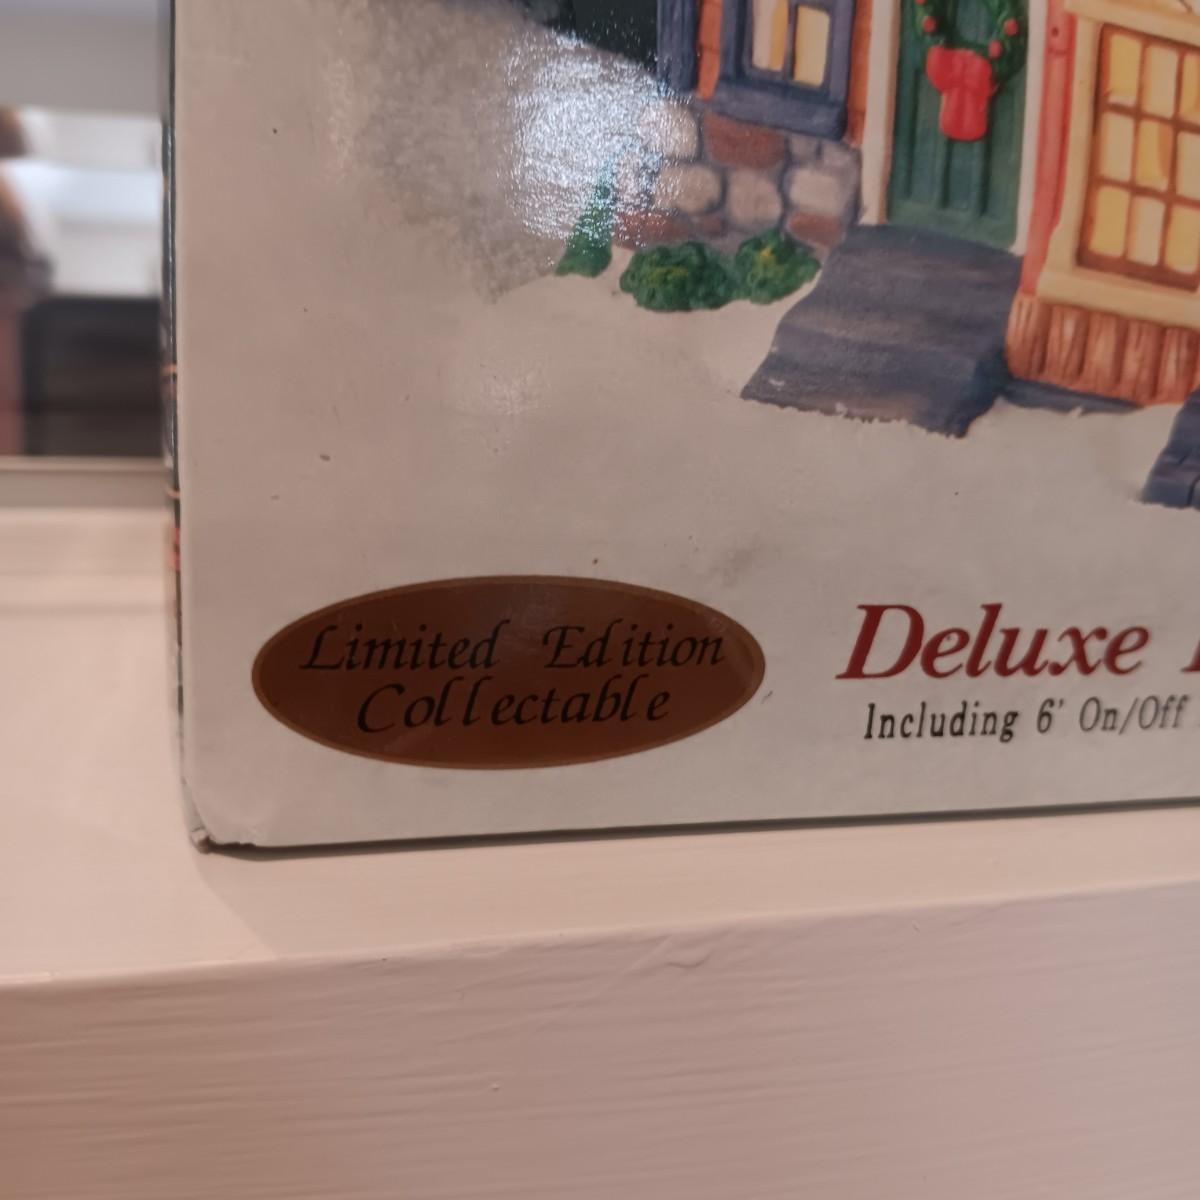 Limited Edition
Collectable
Deluxe
Including 6' On/Off